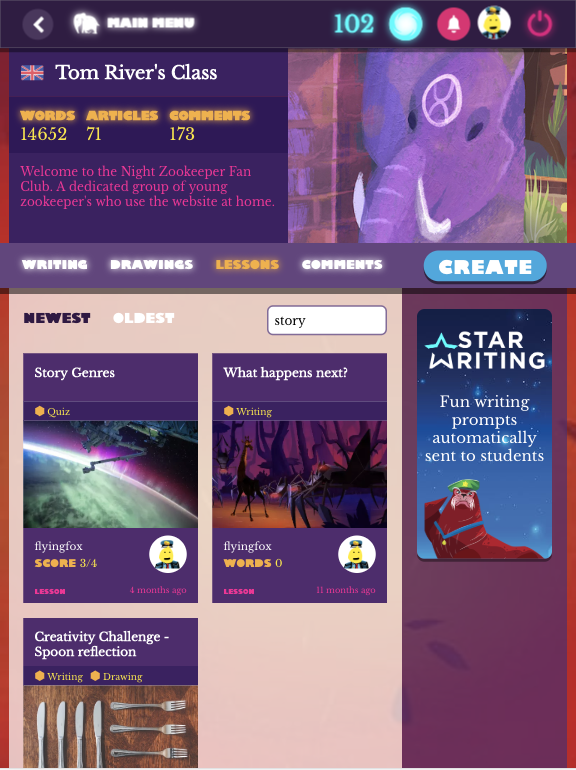 MAIN MENU
102
Tom River's Class
WORDS ARTICLES COMMENTS
14652 71 173
Welcome to the Night Zookeeper Fan
Club. A dedicated group of young
zookeeper's who use the website at home.
WRITING DRAWINGS LESSONS COMMENTS
CREATE
NEWEST OLDEST
story
Story Genres
Quiz
flyingfox
SCORE 3/4
LESSON 4 months ago
What happens next?
Writing
flyingfox
WORDS 0
LESSON 11 months ago
Creativity Challenge -
Spoon reflection
Writing Drawing
STAR
WRITING
Fun writing
prompts
automatically
sent to students